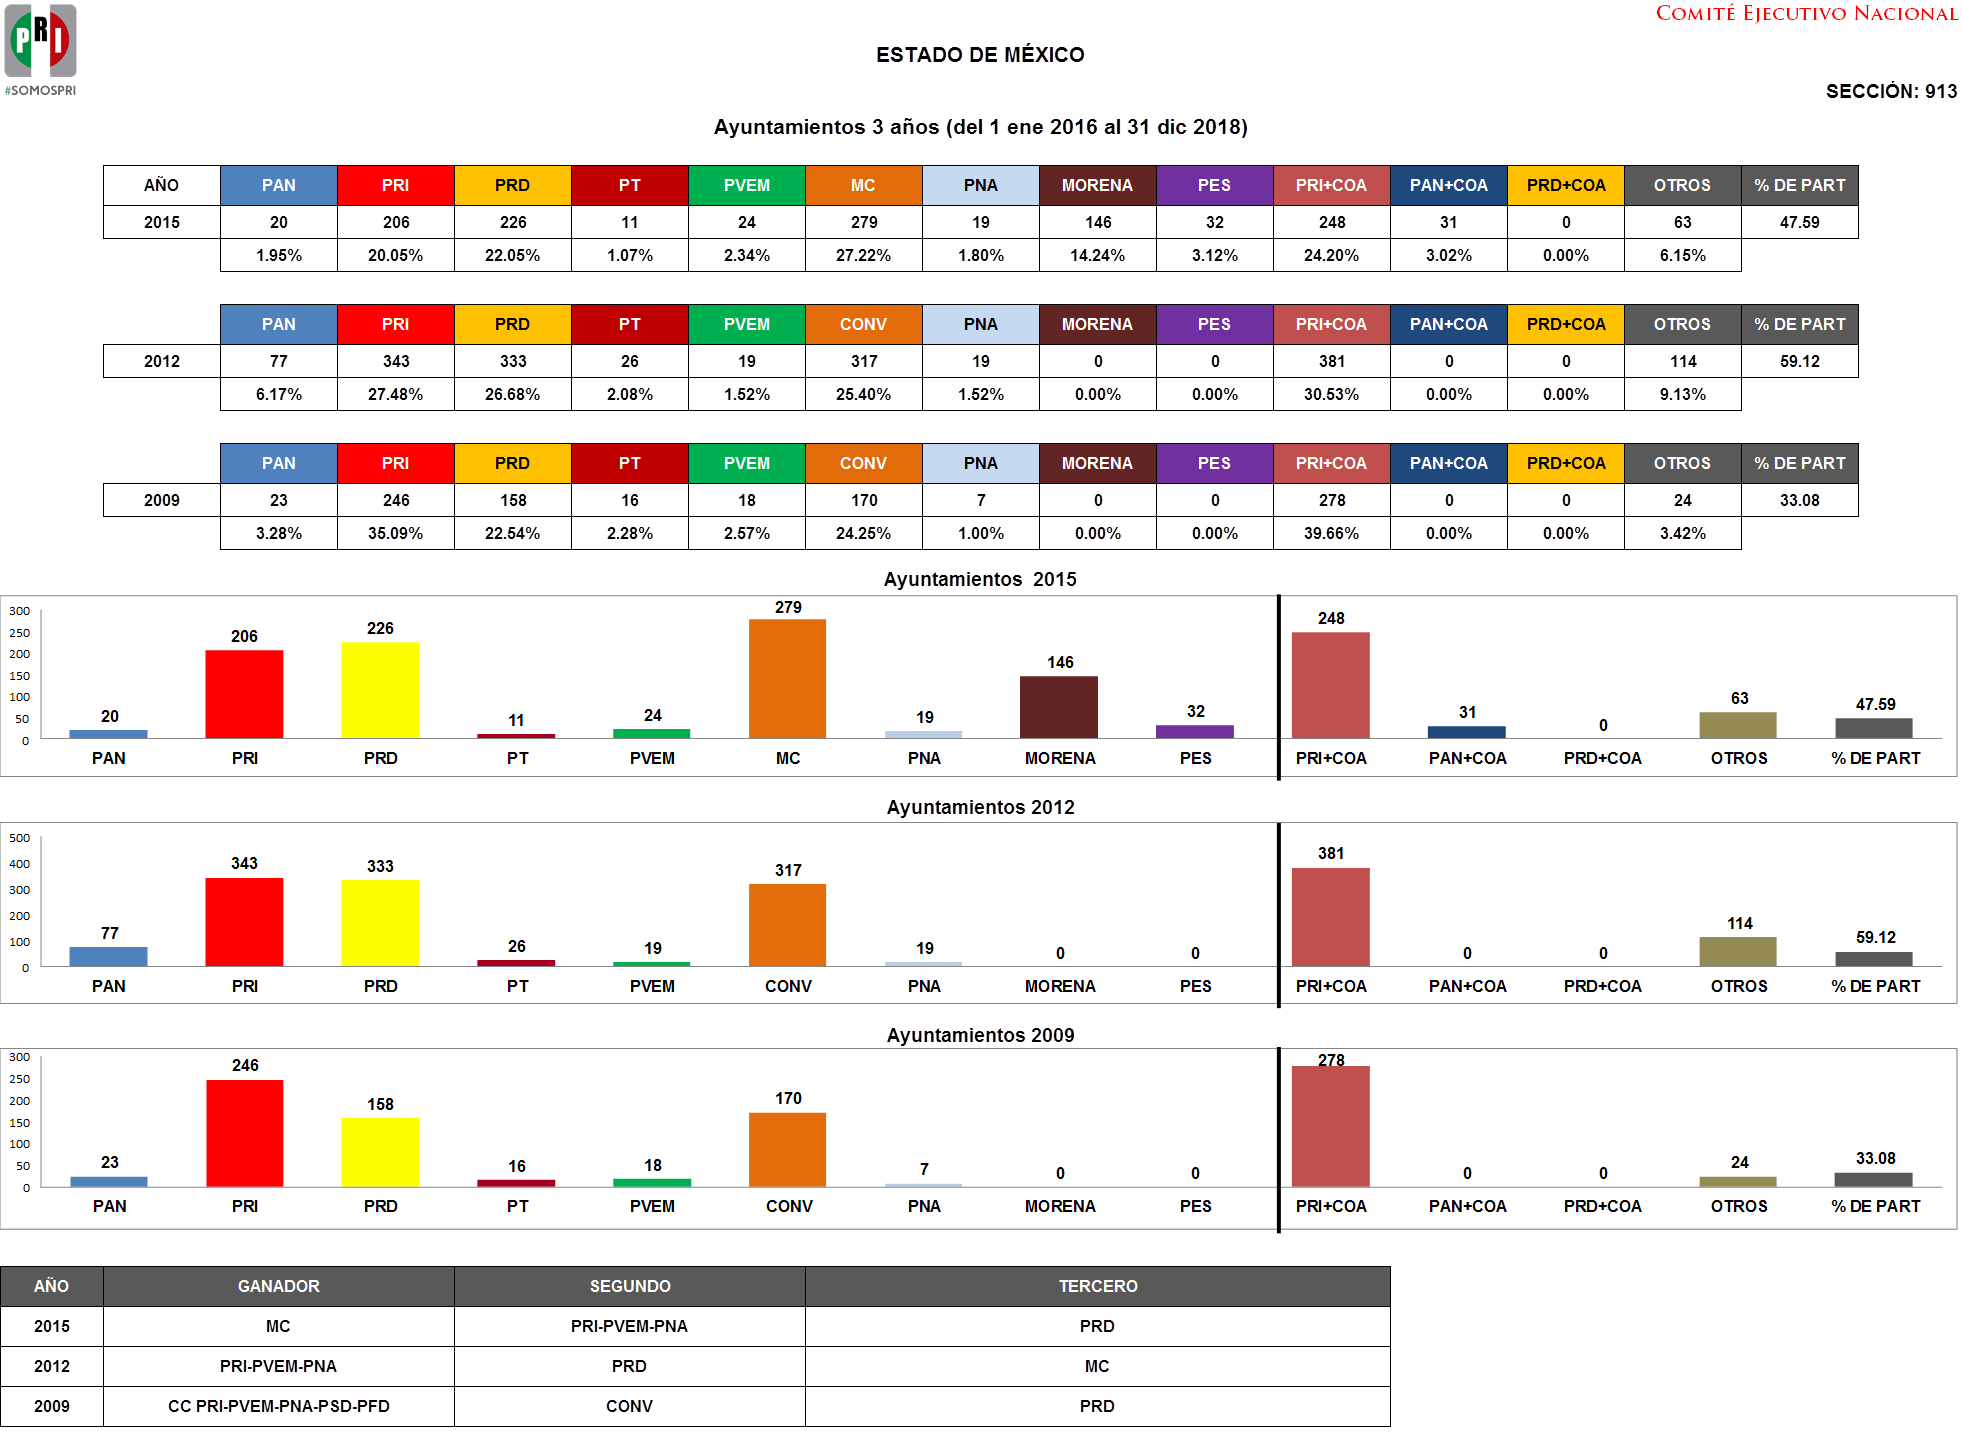 PRI
#SOMOSPRI
COMITÉ EJECUTIVO NACIONAL
ESTADO DE MÉXICO
SECCIÓN: 913
Ayuntamientos 3 años (del 1 ene 2016 al 31 dic 2018)
AÑO PAN PRI PRD PT PVEM MC PNA MORENA PES PRI+COA PAN+COA PRD+COA OTROS % DE PART
2015 20 206 226 11 24 279 19 146 32 248 31 0 63 47.59
1.95% 20.05% 22.05% 1.07% 2.34% 27.22% 1.80% 14.24% 3.12% 24.20% 3.02% 0.00% 6.15%
PAN PRI PRD PT PVEM CONV PNA MORENA PES PRI+COA PAN+COA PRD+COA OTROS % DE PART
2012 77 343 333 26 19 317 19 0 0 381 0 0 114 59.12
6.17% 27.48% 26.68% 2.08% 1.52% 25.40% 1.52% 0.00% 0.00% 30.53% 0.00% 0.00% 9.13%
PAN PRI PRD PT PVEM CONV PNA MORENA PES PRI+COA PAN+COA PRD+COA OTROS % DE PART
2009 23 246 158 16 18 170 7 0 0 278 0 0 24 33.08
3.28% 35.09% 22.54% 2.28% 2.57% 24.25% 1.00% 0.00% 0.00% 39.66% 0.00% 0.00% 3.42%
Ayuntamientos 2015
300
250
200
150
100
50
0
20 206 226 11 24 279 19 146 32 248 31 0 63 47.59
PAN PRI PRD PT PVEM MC PNA MORENA PES PRI+COA PAN+COA PRD+COA OTROS % DE PART
Ayuntamientos 2012
500
400
300
200
100
0
77 343 333 26 19 317 19 0 0 381 0 0 114 59.12
PAN PRI PRD PT PVEM CONV PNA MORENA PES PRI+COA PAN+COA PRD+COA OTROS % DE PART
Ayuntamientos 2009
300
250
200
150
100
50
0
23 246 158 16 18 170 7 0 0 278 0 0 24 33.08
PAN PRI PRD PT PVEM CONV PNA MORENA PES PRI+COA PAN+COA PRD+COA OTROS % DE PART
AÑO GANADOR SEGUNDO TERCERO
2015 MC PRI-PVEM-PNA PRD
2012 PRI-PVEM-PNA PRD MC
2009 CC PRI-PVEM-PNA-PSD-PFD CONV PRD